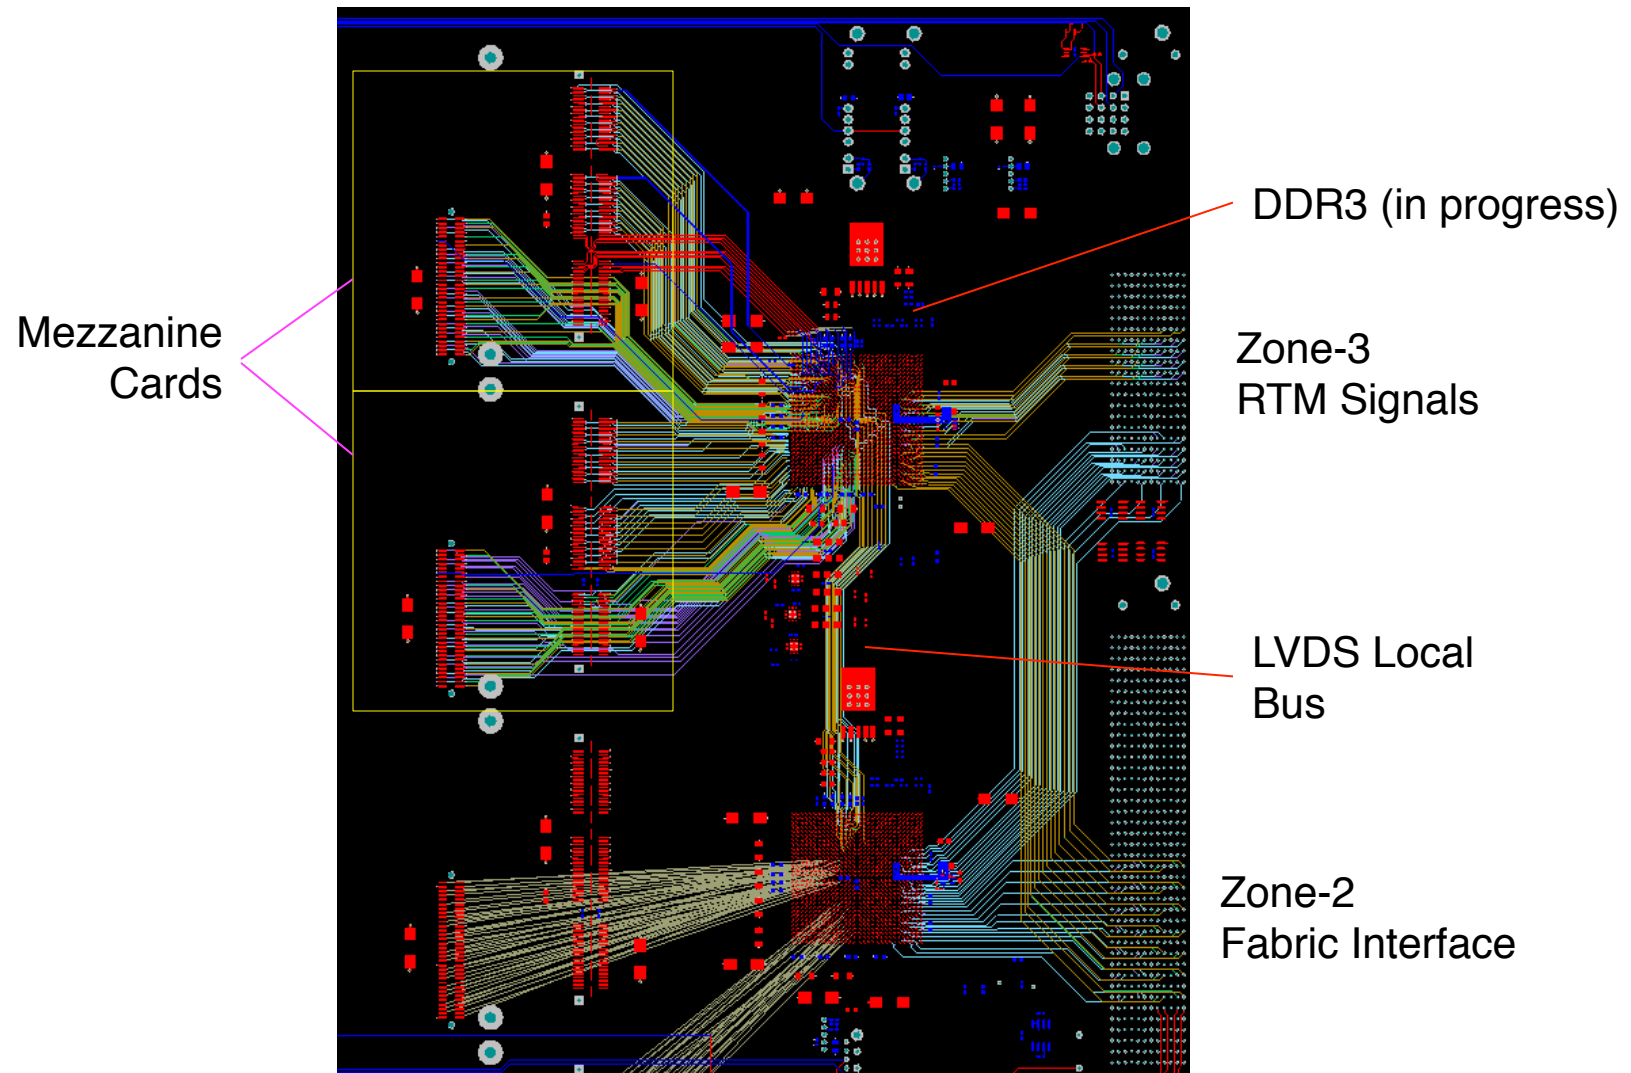 Mezzanine
Cards
DDR3 (in progress)
Zone-3
RTM Signals
LVDS Local
Bus
Zone-2
Fabric Interface